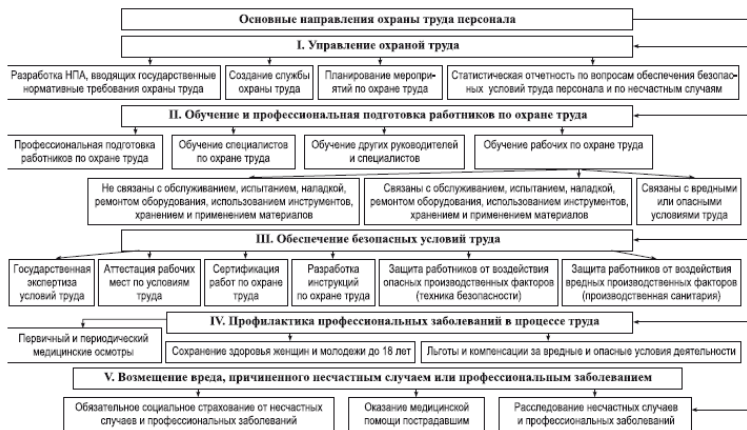 Основные направления охраны труда персонала
I. Управление охраной труда
Разработка НПА, вводящих государственные
нормативные требования охраны труда
Создание службы
охраны труда
Планирование меропри-
ятий по охране труда
Статистическая отчетность по вопросам обеспечения безопас-
ных условий труда персонала и по несчастным случаям
II. Обучение и профессиональная подготовка работников по охране труда
Профессиональная подготовка
работников по охране труда
Обучение специалистов
по охране труда
Обучение других руководителей
и специалистов
Обучение рабочих по охране труда
Не связаны с обслуживанием, испытанием, наладкой,
ремонтом оборудования, использованием инструментов,
хранением и применением материалов
Связаны с обслуживанием, испытанием, наладкой,
ремонтом оборудования, использованием инструментов,
хранением и применением материалов
Связаны с вредными
или опасными
условиями труда
III. Обеспечение безопасных условий труда
Государственная
экспертиза
условий труда
Аттестация рабочих
мест по условиям
труда
Сертификация
работ по охране
труда
Разработка
инструкций
по охране труда
Защита работников от воздействия
опасных производственных факторов
(техника безопасности)
Защита работников от воздействия
вредных производственных факторов
(производственная санитария)
IV. Профилактика профессиональных заболеваний в процессе труда
Первичный и периодический
медицинские осмотры
Сохранение здоровья женщин и молодежи до 18 лет
Льготы и компенсации за вредные и опасные условия деятельности
V. Возмещение вреда, причиненного несчастным случаем или профессиональным заболеванием
Обязательное социальное страхование от несчастных
случаев и профессиональных заболеваний
Оказание медицинской
помощи пострадавшим
Расследование несчастных случаев
и профессиональных заболеваний